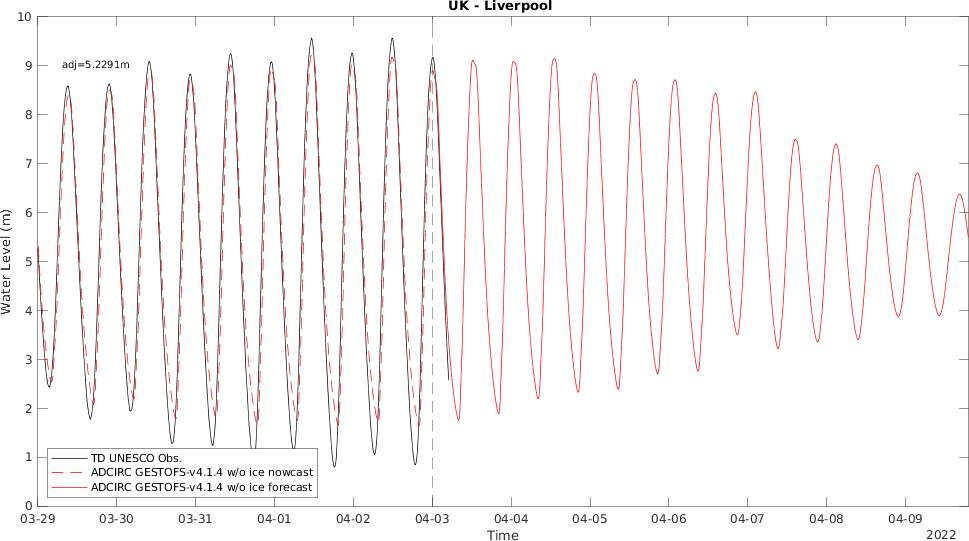 UK - Liverpool
10
9
8
7
6
5
4
3
2
1
0
Water Level (m)
adj=5.2291m
TD UNESCO Obs.
ADCIRC GESTOFS-v4.1.4 w/o ice nowcast
ADCIRC GESTOFS-v4.1.4 w/o ice forecast
03-29 03-30 03-31 04-01 04-02 04-03 04-04 04-05 04-06 04-07 04-08 04-09
Time
2022